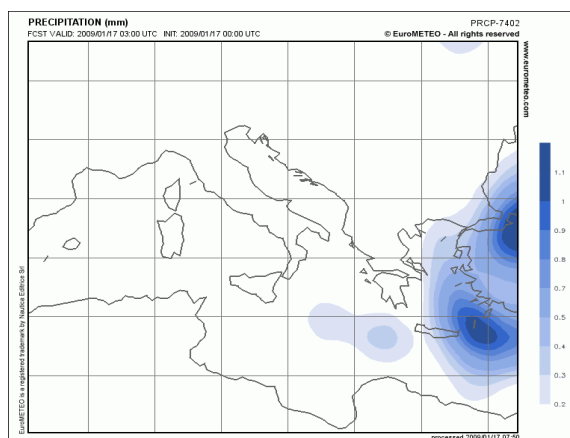 PRECIPITATION (mm)
PRCP-7402
FCST VALID: 2009/01/17 03:00 UTC INIT: 2009/01/17 00:00 UTC
© EuroMETEO - All rights reserved
www.eurometeo.com
1.1
1
0.9
0.8
0.7
0.6
0.5
0.4
0.3
0.2
EuroMETEO is a registered trademark by Nautica Editrice Srl
processed 2009/01/17 07:50